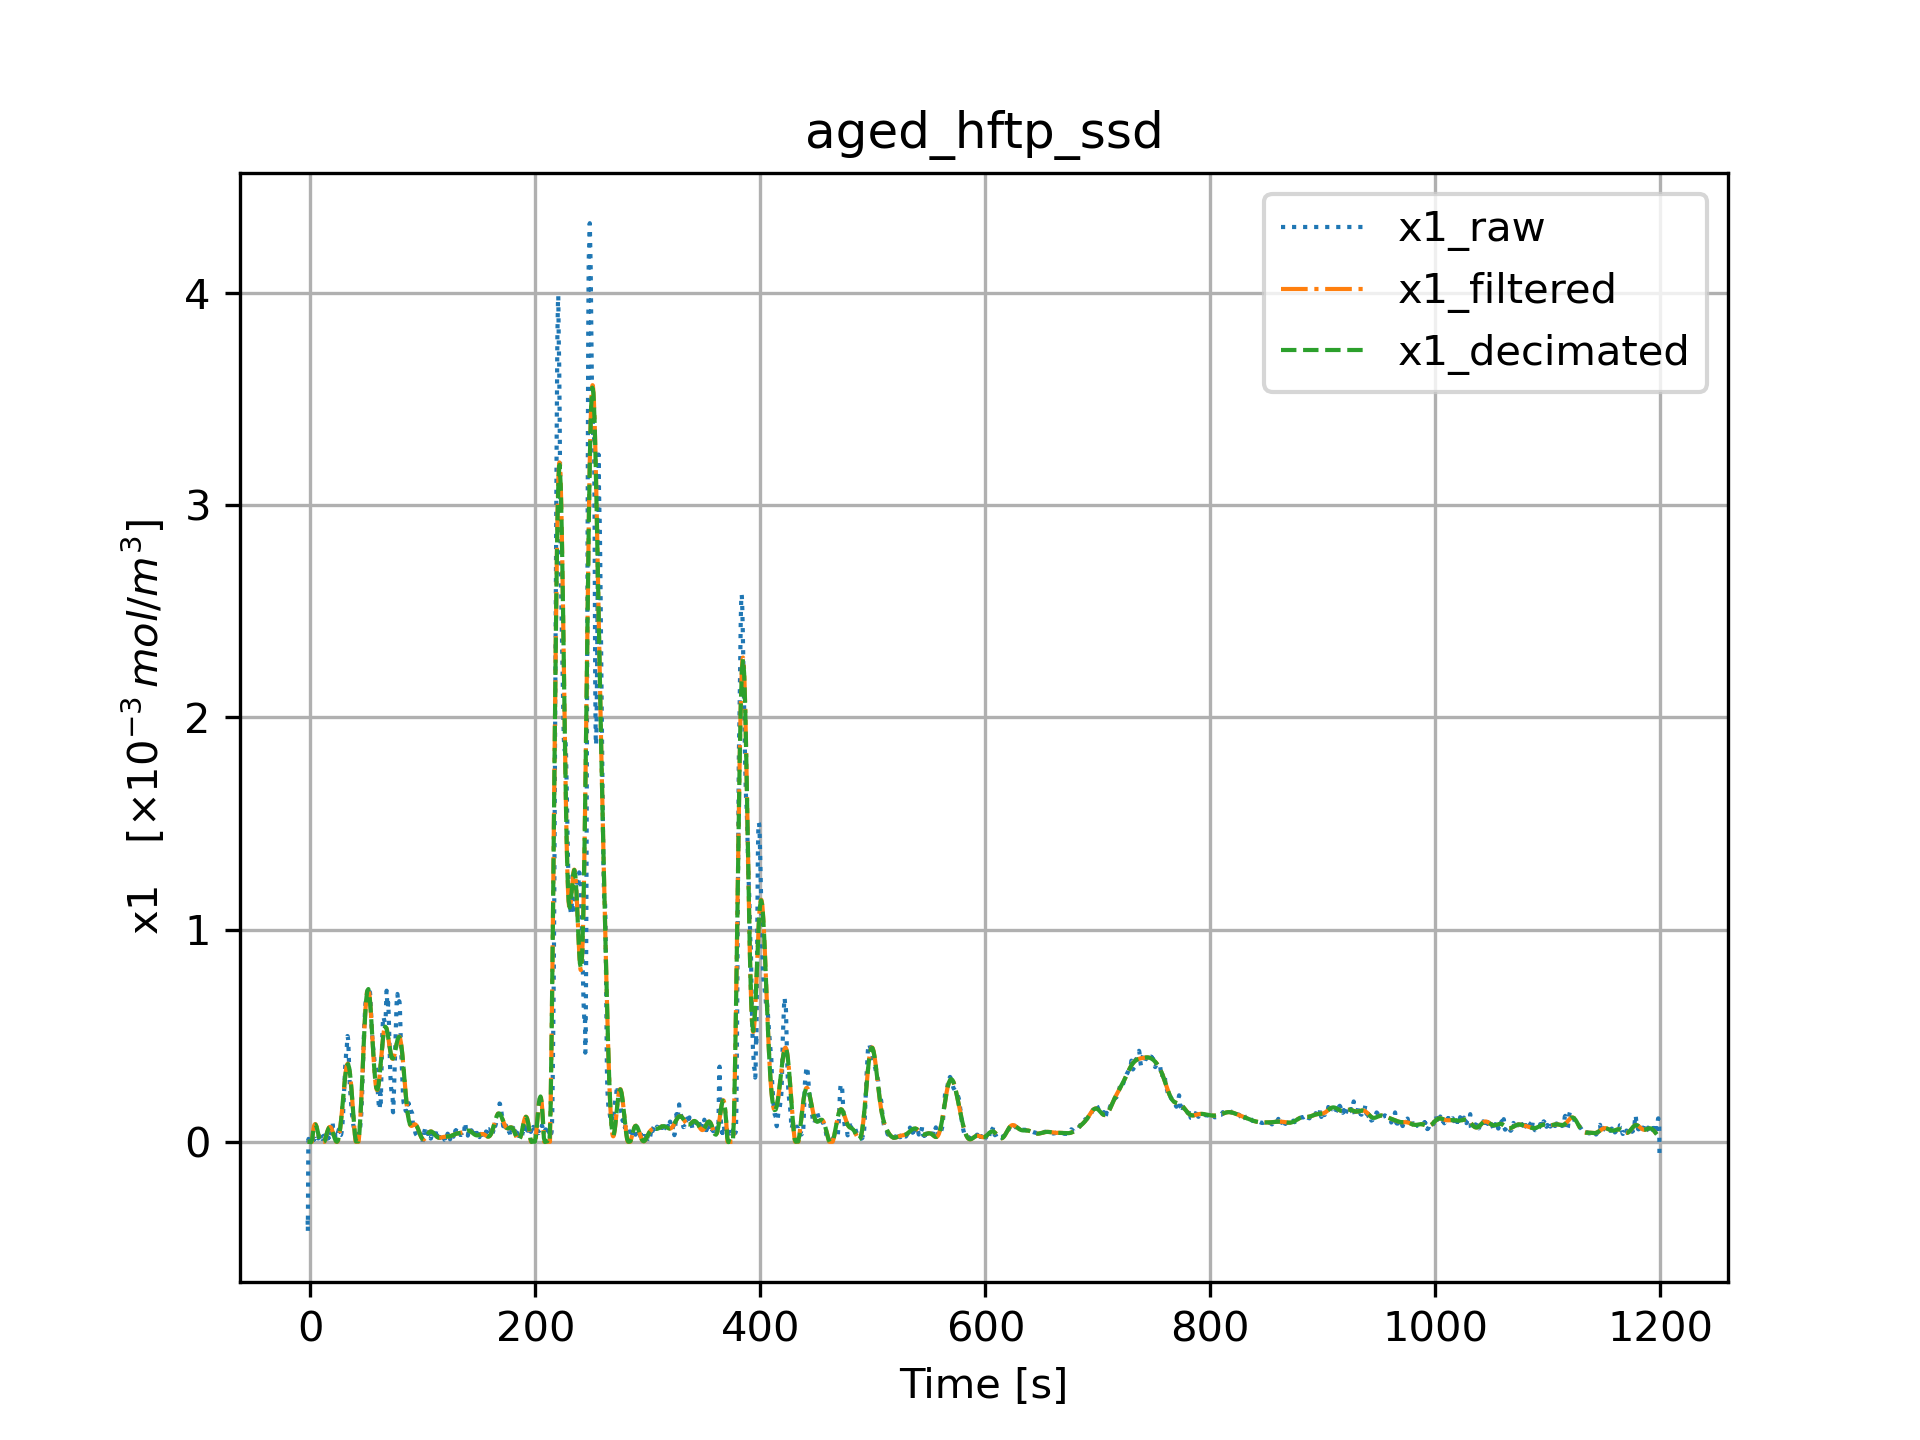 aged_hftp_ssd
x1_raw
x1_filtered
x1_decimated
4
3
2
1
0
x1   [×10⁻³ mol/m³]
0 200 400 600 800 1000 1200
Time [s]